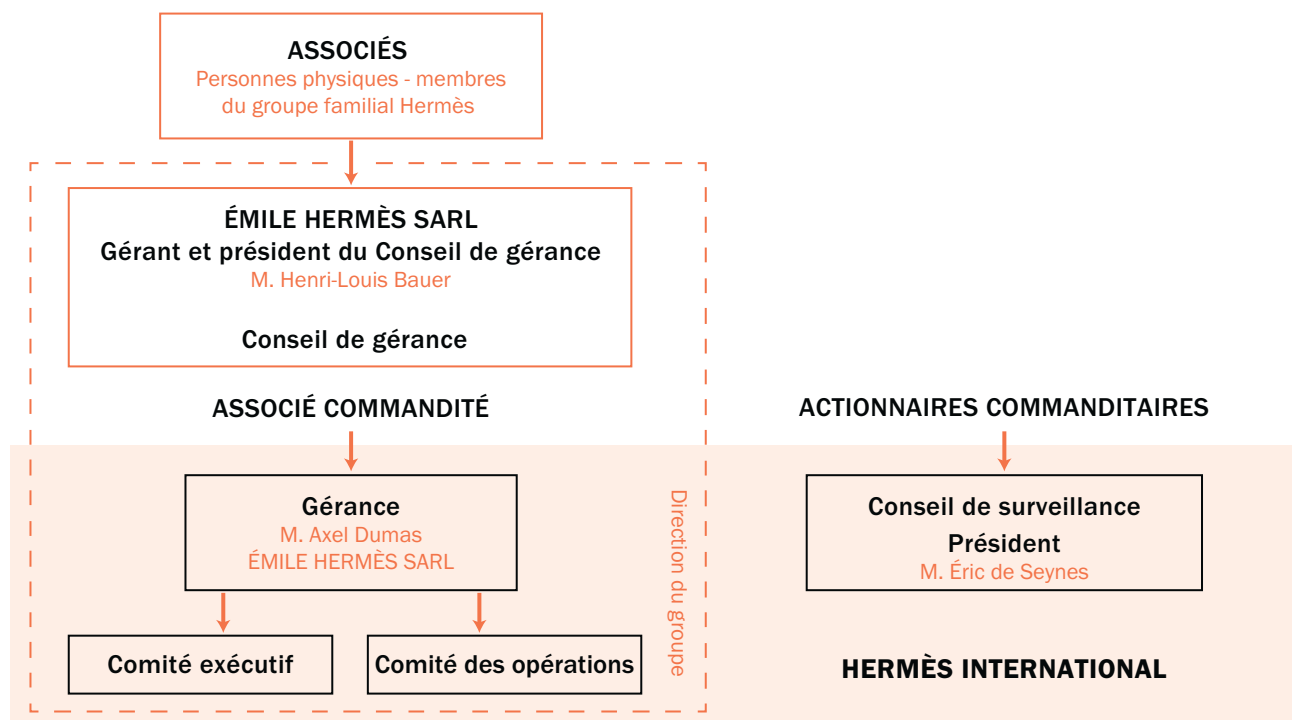 ASSOCIÉS
Personnes physiques - membres
du groupe familial Hermès
ÉMILE HERMÈS SARL
Gérant et président du Conseil de gérance
M. Henri-Louis Bauer
Conseil de gérance
ASSOCIÉ COMMANDITÉ
Gérance
M. Axel Dumas
ÉMILE HERMÈS SARL
Comité exécutif
Comité des opérations
Direction du groupe
ACTIONNAIRES COMMANDITAIRES
Conseil de surveillance
Président
M. Éric de Seynes
HERMÈS INTERNATIONAL